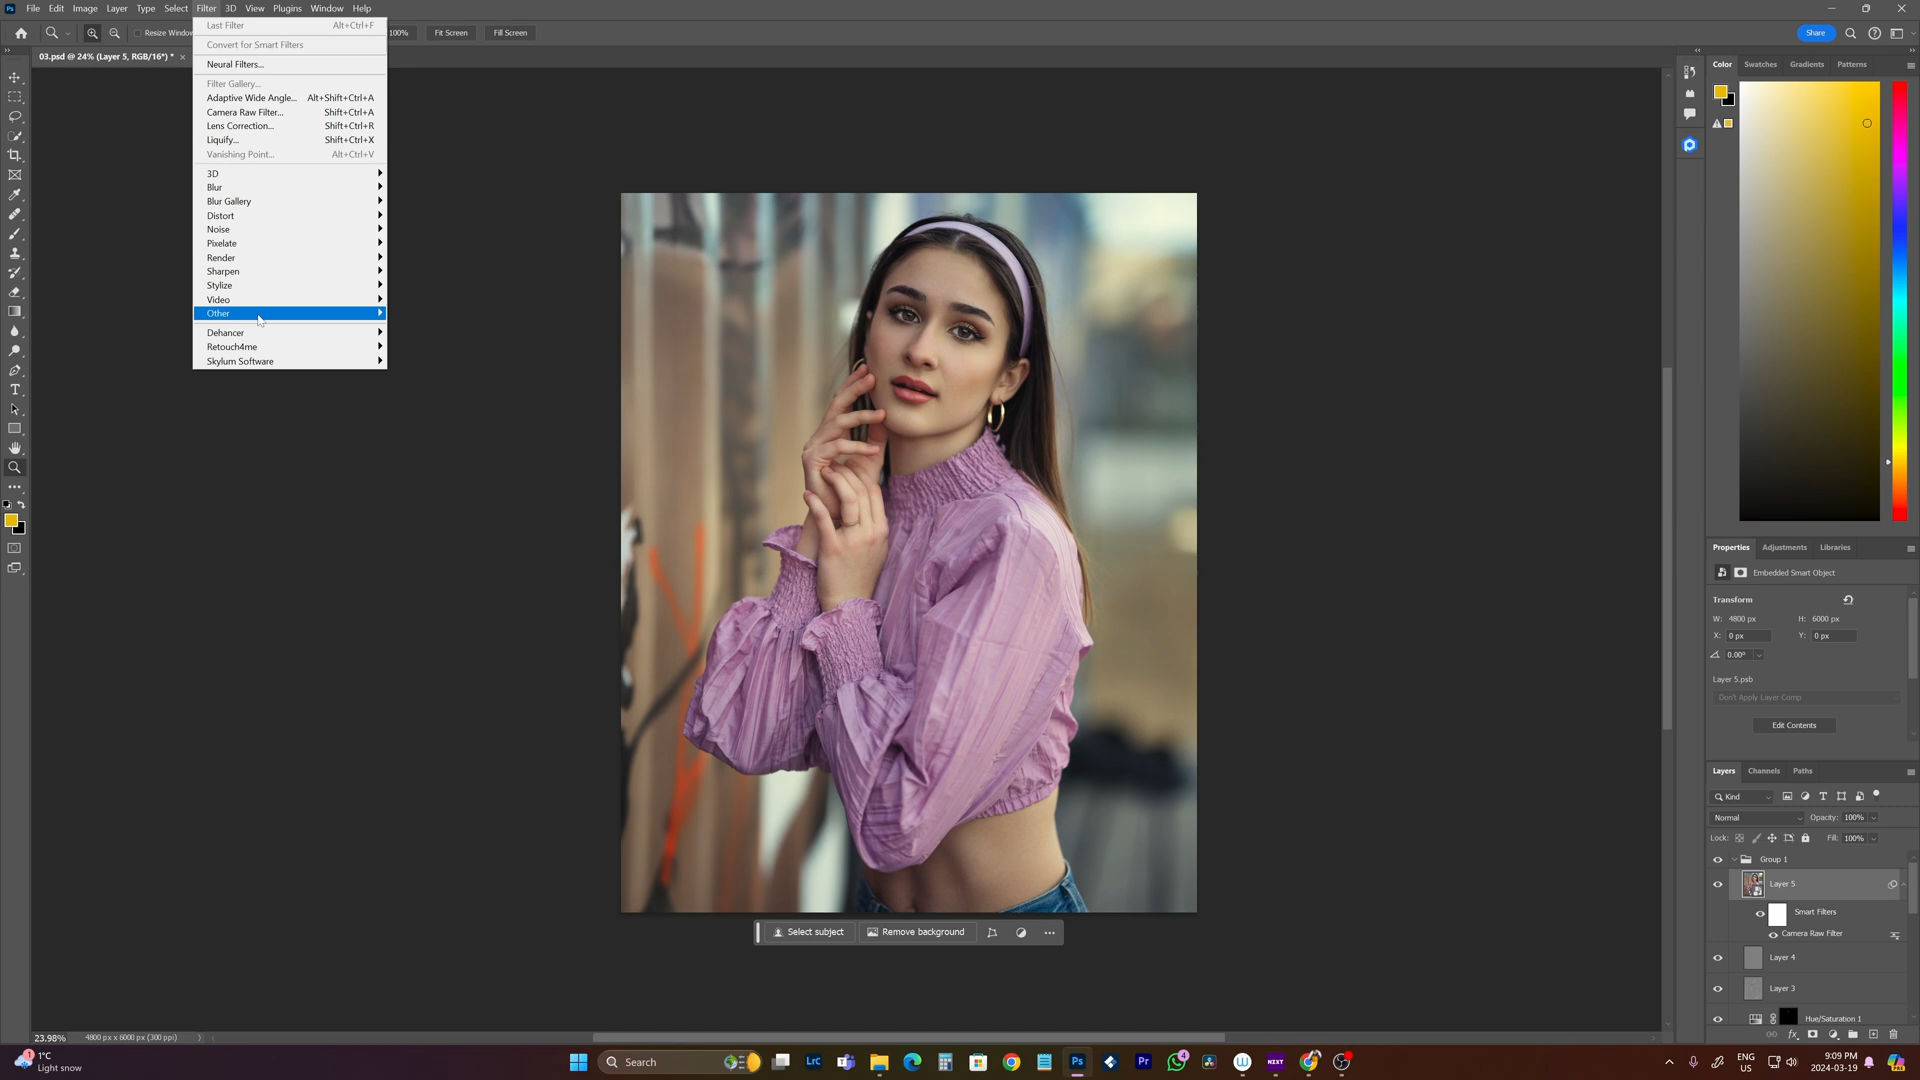 Ps File Edit Image Layer Type Select Filter 3D View Plugins Window Help
Resize Window 100% Fit Screen Fill Screen Share
03.psd @ 24% (Layer 5, RGB/16*) *
Last Filter Alt+Ctrl+F
Convert for Smart Filters
Neural Filters...
Filter Gallery...
Adaptive Wide Angle... Alt+Shift+Ctrl+A
Camera Raw Filter... Shift+Ctrl+A
Lens Correction... Shift+Ctrl+R
Liquify... Shift+Ctrl+X
Vanishing Point... Alt+Ctrl+V
3D
Blur
Blur Gallery
Distort
Noise
Pixelate
Render
Sharpen
Stylize
Video
Other
Dehancer
Retouch4me
Skylum Software
Color Swatches Gradients Patterns
Properties Adjustments Libraries
Embedded Smart Object
Transform
W: 4800 px H: 6000 px
X: 0 px Y: 0 px
0.00°
Layer 5.psb
Don't Apply Layer Comp
Edit Contents
Layers Channels Paths
Kind
Normal Opacity: 100%
Lock: Fill: 100%
Group 1
Layer 5
Smart Filters
Camera Raw Filter
Layer 4
Layer 3
Hue/Saturation 1
Select subject Remove background
23.98% 4800 px x 6000 px (300 ppi)
1°C
Light snow
Search
LrC
Ps
Pr
4
NIXT
ENG
US
9:09 PM
2024-03-19